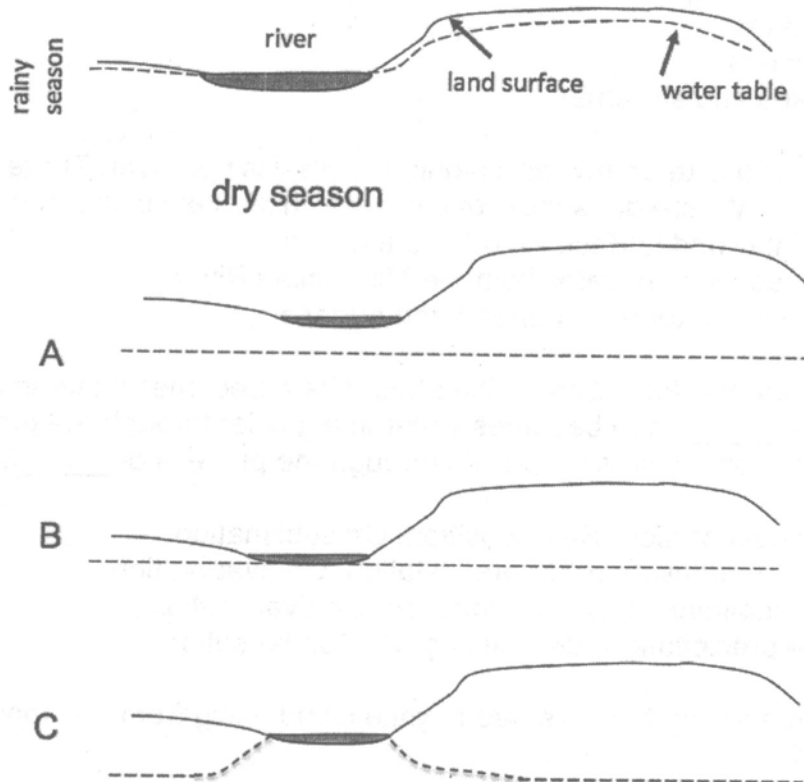 rainy
season
river
land surface
water table
dry season
A
B
C